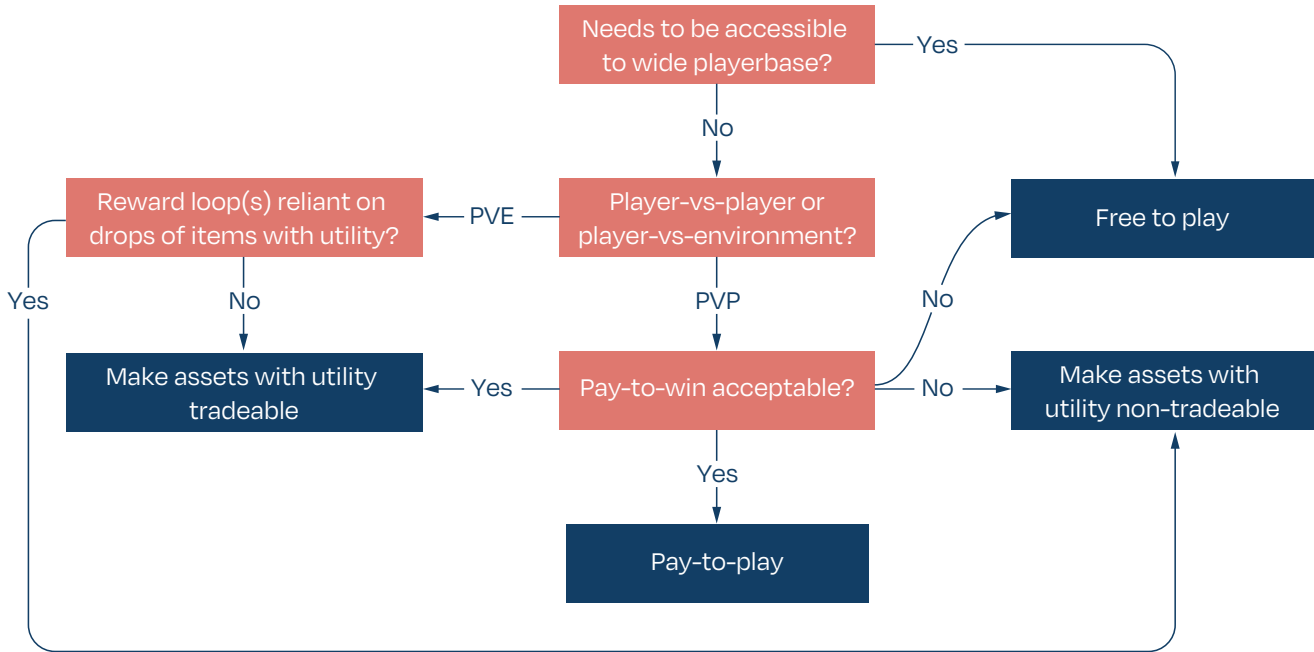 Needs to be accessible
to wide playerbase?
Yes
No
Reward loop(s) reliant on
drops of items with utility?
PVE
Player-vs-player or
player-vs-environment?
Free to play
Yes
No
PVP
No
Make assets with utility
tradeable
Yes
Pay-to-win acceptable?
No
Make assets with
utility non-tradeable
Yes
Pay-to-play